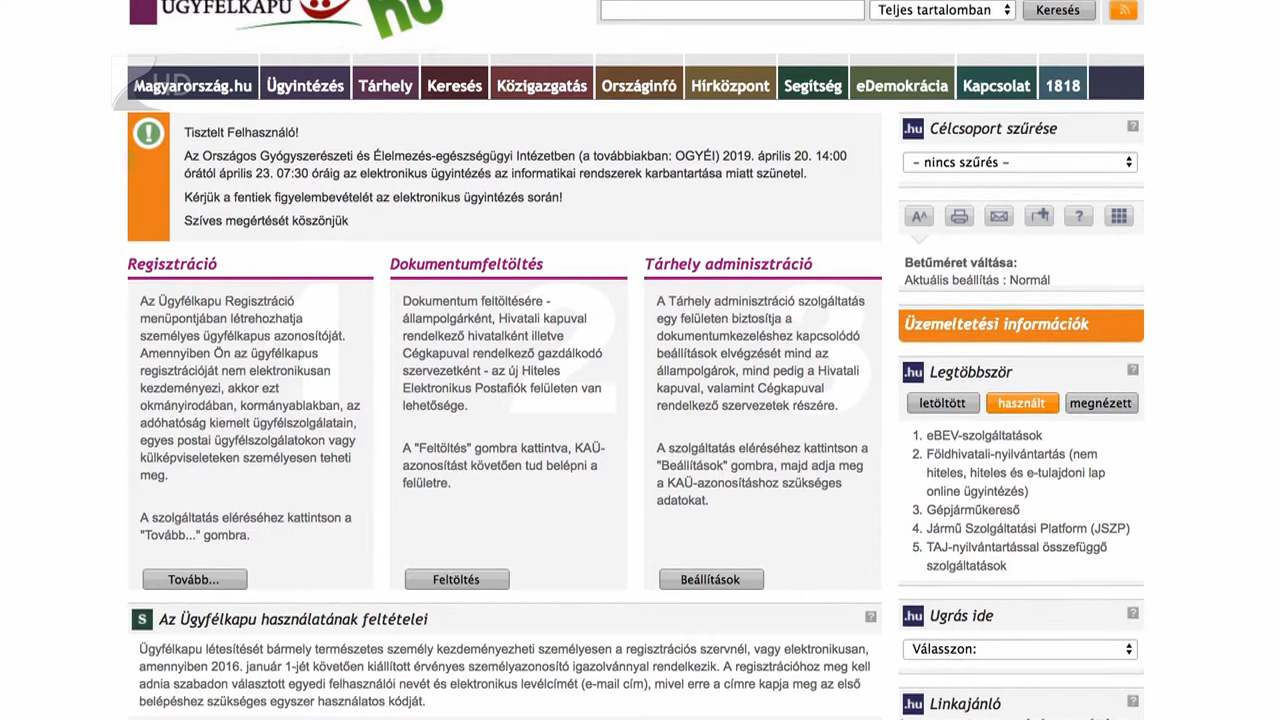 ÜGYFÉLKAPU
hu
Teljes tartalomban
Keresés
HD
Magyarország.hu
Ügyintézés
Tárhely
Keresés
Közigazgatás
Országinfó
Hírközpont
Segítség
eDemokrácia
Kapcsolat
1818
Tisztelt Felhasználó!
Az Országos Gyógyszerészeti és Élelmezés-egészségügyi Intézetben (a továbbiakban: OGYÉI) 2019. április 20. 14:00
órától április 23. 07:30 óráig az elektronikus ügyintézés az informatikai rendszerek karbantartása miatt szünetel.
Kérjük a fentiek figyelembevételét az elektronikus ügyintézés során!
Szíves megértését köszönjük
Regisztráció
1
Az Ügyfélkapu Regisztráció
menüpontjában létrehozhatja
személyes ügyfélkapus azonosítóját.
Amennyiben Ön az ügyfélkapus
regisztrációját nem elektronikusan
kezdeményezi, akkor ezt
okmányirodában, kormányablakban, az
adóhatóság kiemelt ügyfélszolgálatain,
egyes postai ügyfélszolgálatokon vagy
külképviseleteken személyesen teheti
meg.
A szolgáltatás eléréséhez kattintson a
"Tovább..." gombra.
Tovább...
Dokumentumfeltöltés
2
Dokumentum feltöltésére -
állampolgárként, Hivatali kapuval
rendelkező hivatalként illetve
Cégkapuval rendelkező gazdálkodó
szervezetként - az új Hiteles
Elektronikus Postafiók felületen van
lehetősége.
A "Feltöltés" gombra kattintva, KAÜ-
azonosítást követően tud belépni a
felületre.
Feltöltés
Tárhely adminisztráció
3
A Tárhely adminisztráció szolgáltatás
egy felületen biztosítja a
dokumentumkezeléshez kapcsolódó
beállítások elvégzését mind az
állampolgárok, mind pedig a Hivatali
kapuval, valamint Cégkapuval
rendelkező szervezetek részére.
A szolgáltatás eléréséhez kattintson a
"Beállítások" gombra, majd adja meg
a KAÜ-azonosításhoz szükséges
adatokat.
Beállítások
S Az Ügyfélkapu használatának feltételei ?
Ügyfélkapu létesítését bármely természetes személy kezdeményezheti személyesen a regisztrációs szervnél, vagy elektronikusan,
amennyiben 2016. január 1-jét követően kiállított érvényes személyazonosító igazolvánnyal rendelkezik. A regisztrációhoz meg kell
adnia szabadon választott egyedi felhasználói nevét és elektronikus levélcímét (e-mail cím), mivel erre a címre kapja meg az első
belépéshez szükséges egyszer használatos kódját.
.hu Célcsoport szűrése ?
– nincs szűrés –
AA
?
Betűméret váltása:
Aktuális beállítás : Normál
Üzemeltetési információk
.hu Legtöbbször ?
letöltött
használt
megnézett
1. eBEV-szolgáltatások
2. Földhivatali-nyilvántartás (nem
hiteles, hiteles és e-tulajdoni lap
online ügyintézés)
3. Gépjárműkereső
4. Jármű Szolgáltatási Platform (JSZP)
5. TAJ-nyilvántartással összefüggő
szolgáltatások
.hu Ugrás ide ?
Válasszon:
.hu Linkajánló ?